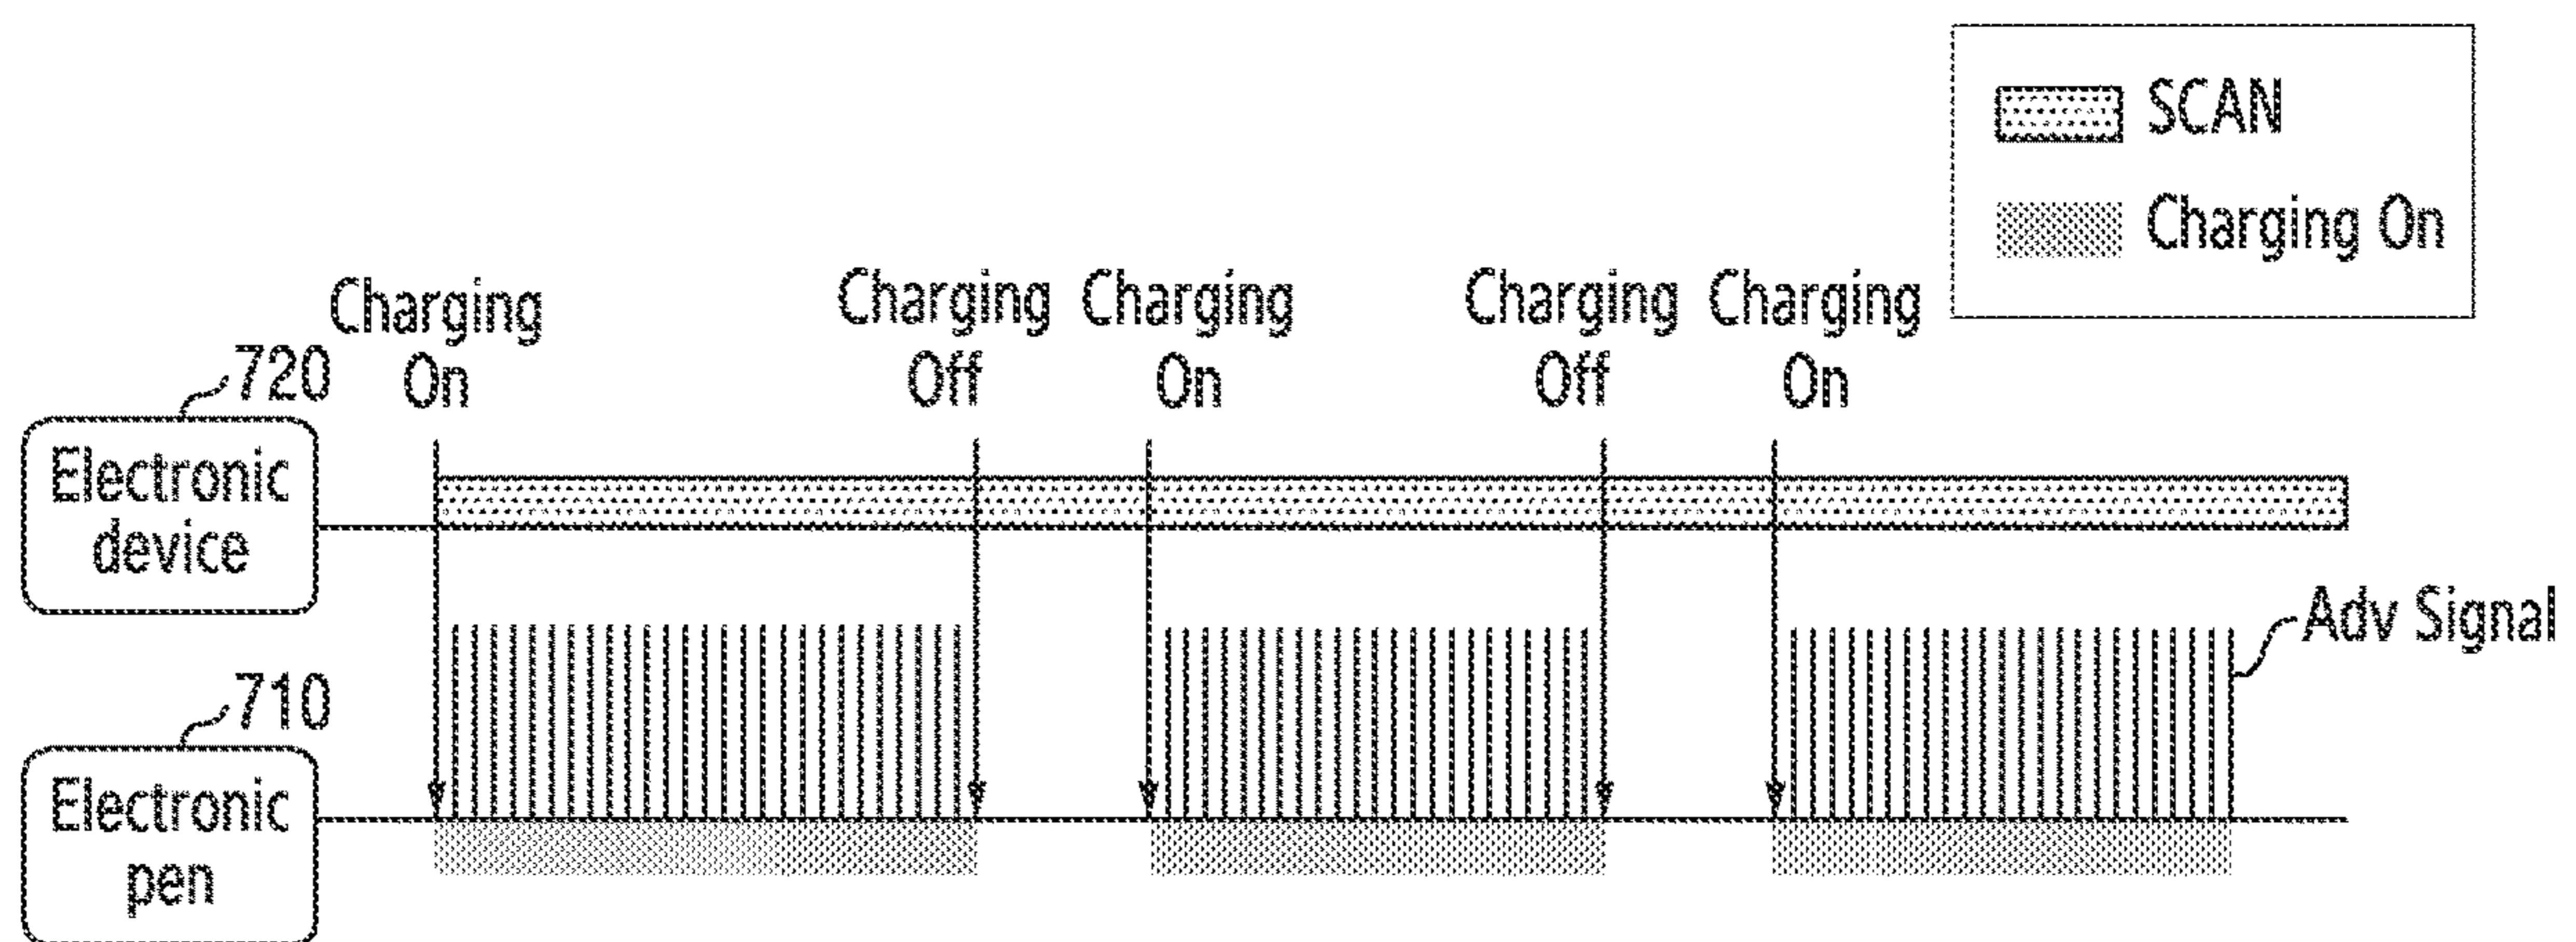 SCAN
Charging On
Charging
On
Charging
Off
Charging
On
Charging
Off
Charging
On
720
Electronic
device
Adv Signal
710
Electronic
pen